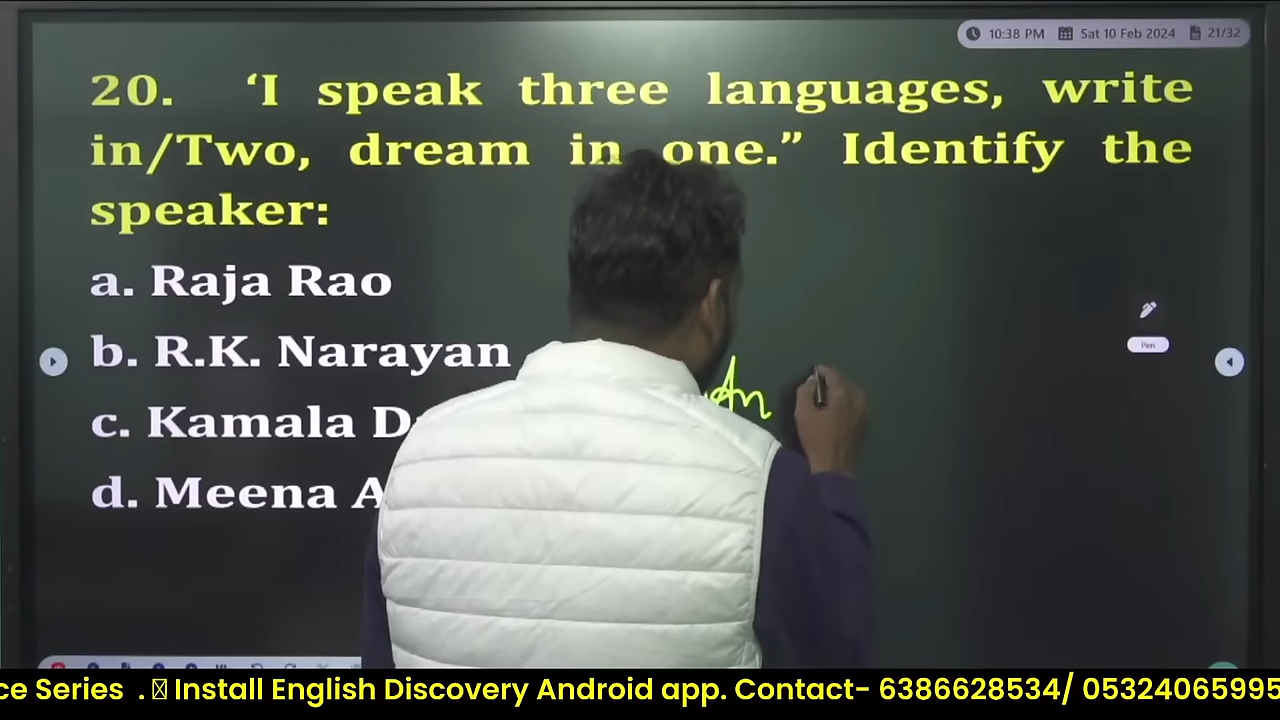 10:38 PM Sat 10 Feb 2024 21/32
20. ‘I speak three languages, write
in/Two, dream in one.” Identify the
speaker:
a. Raja Rao
b. R.K. Narayan
c. Kamala
d. Meena
Pen
An
ce Series . Install English Discovery Android app. Contact- 6386628534/ 05324065995